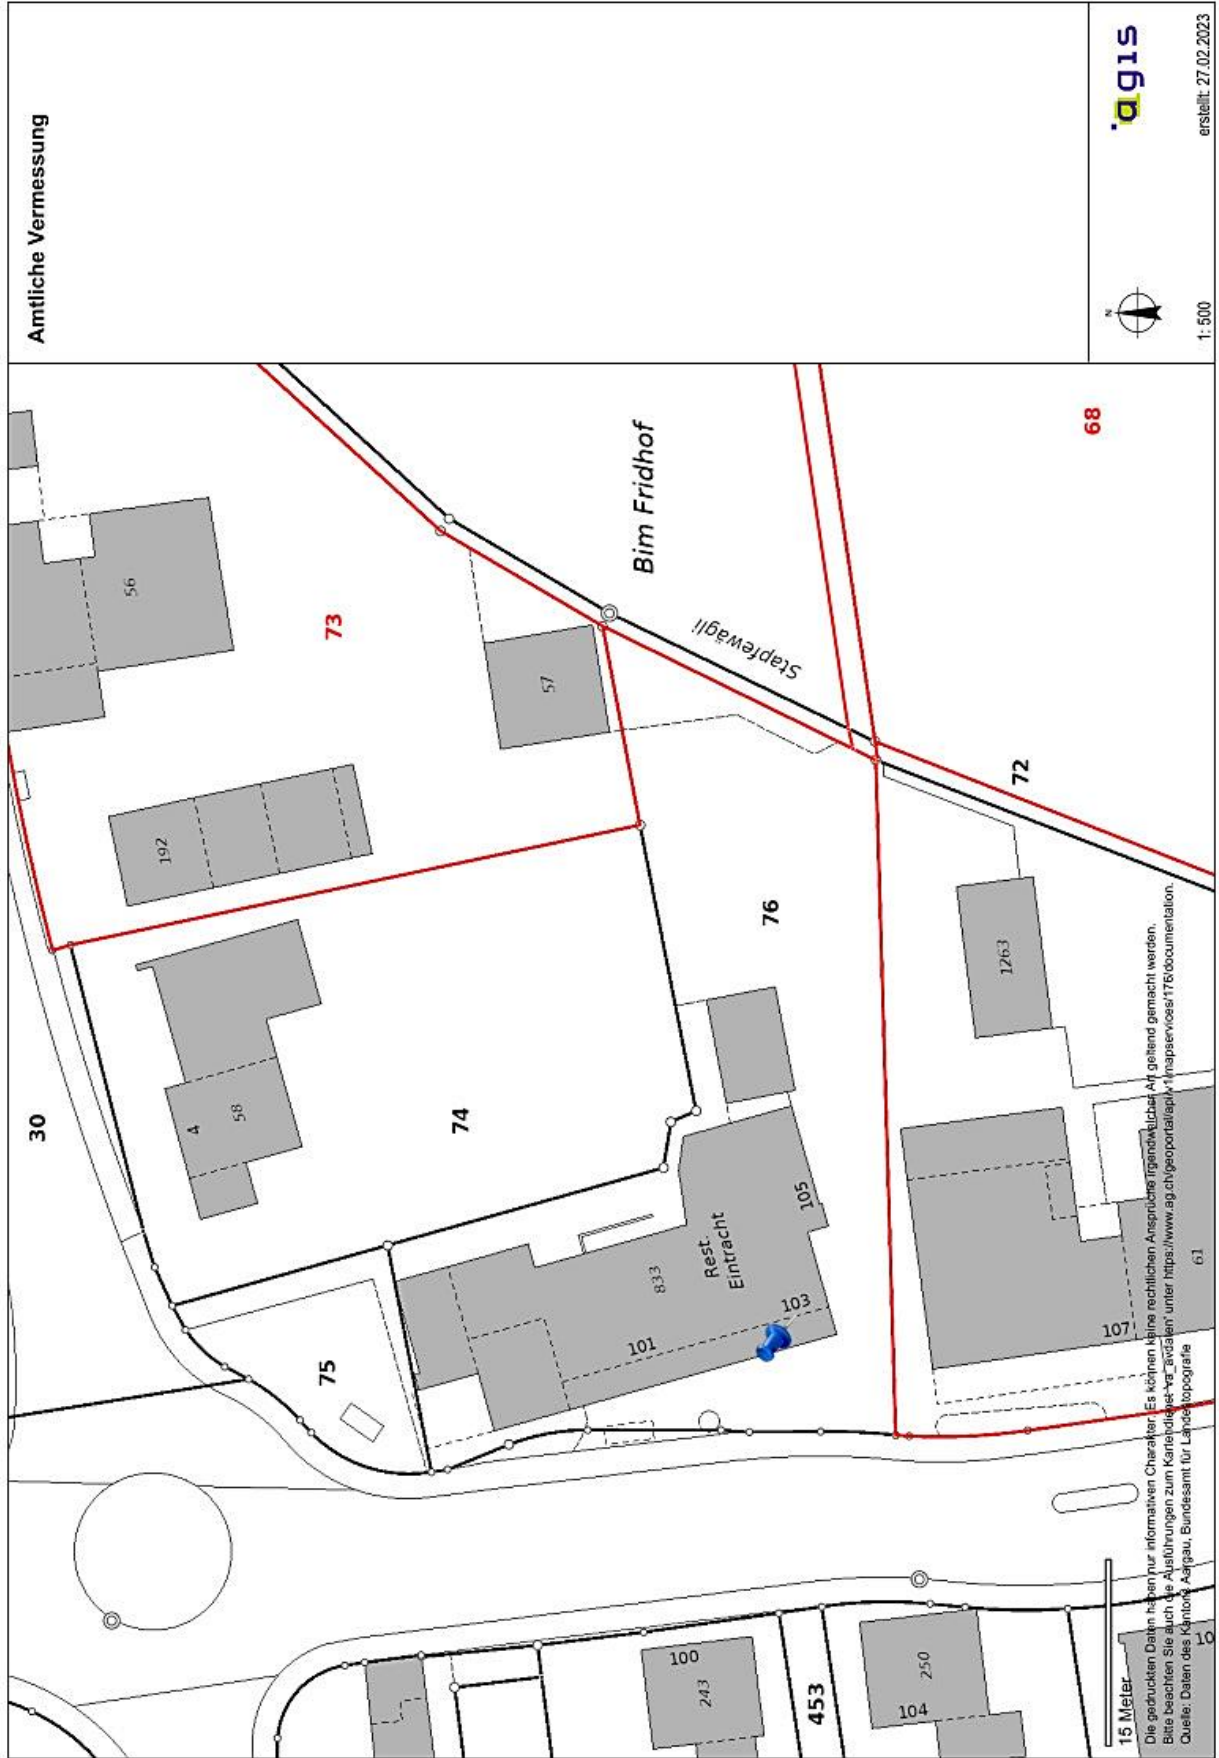 Amtliche Vermessung
56
73
192
57
Bim Fridhof
Stapfewägli
68
72
30
4
58
74
76
1263
75
833
Rest.
Eintracht
105
103
101
107
61
100
243
453
250
104
10
agis
N
1: 500
erstellt: 27.02.2023
15 Meter
Die gedruckten Daten haben nur informativen Charakter. Es können keine rechtlichen Ansprüche irgendwelcher Art geltend gemacht werden.
Bitte beachten Sie auch die Ausführungen zum Kartendienst 'va_avdaten' unter https://www.ag.ch/geoportal/api/v1/mapservices/176/documentation.
Quelle: Daten des Kantons Aargau, Bundesamt für Landestopografie